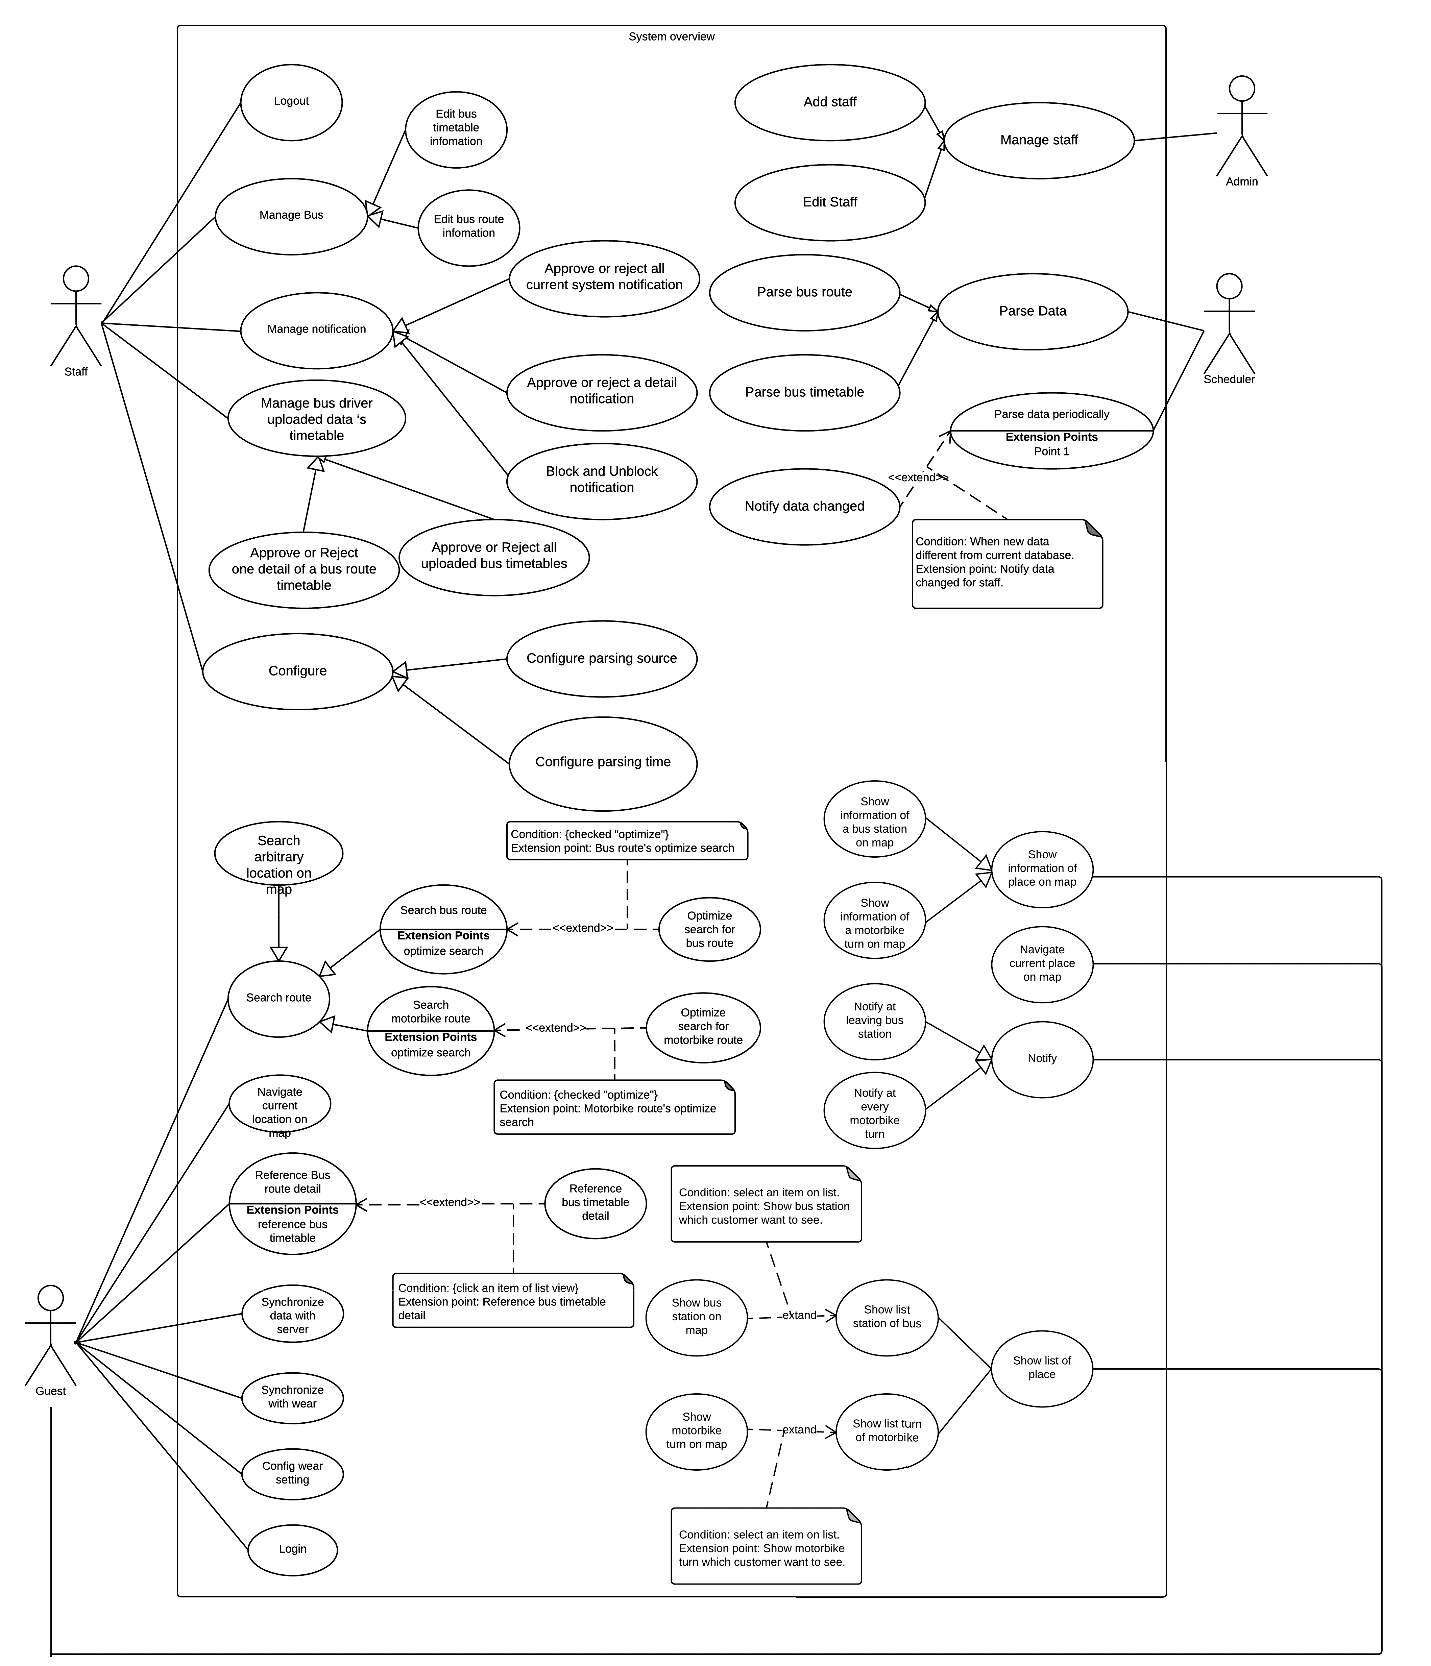 System overview
Logout
Edit bus
timetable
infomation
Manage Bus
Edit bus route
infomation
Add staff
Manage staff
Edit Staff
Admin
Approve or reject all
current system notification
Manage notification
Approve or reject a detail
notification
Block and Unblock
notification
Staff
Manage bus driver
uploaded data ‘s
timetable
Approve or Reject
one detail of a bus route
timetable
Approve or Reject all
uploaded bus timetables
Parse bus route
Parse Data
Parse bus timetable
Scheduler
Parse data periodically
Extension Points
Point 1
<<extend>>
Notify data changed
Condition: When new data
different from current database.
Extension point: Notify data
changed for staff.
Configure
Configure parsing source
Configure parsing time
Search
arbitrary
location on
map
Condition: {checked "optimize"}
Extension point: Bus route's optimize search
Search bus route
Extension Points
optimize search
<<extend>>
Optimize
search for
bus route
Search route
Search
motorbike route
Extension Points
optimize search
<<extend>>
Optimize
search for
motorbike route
Condition: {checked "optimize"}
Extension point: Motorbike route's optimize
search
Show
information of
a bus station
on map
Show
information of
place on map
Show
information of
a motorbike
turn on map
Navigate
current place
on map
Notify at
leaving bus
station
Notify
Notify at
every
motorbike
turn
Navigate
current
location on
map
Reference Bus
route detail
Extension Points
reference bus
timetable
<<extend>>
Reference
bus timetable
detail
Condition: {click an item of list view}
Extension point: Reference bus timetable
detail
Condition: select an item on list.
Extension point: Show bus station
which customer want to see.
Synchronize
data with
server
Show bus
station on
map
extand
Show list
station of bus
Show list of
place
Guest
Synchronize
with wear
Show
motorbike
turn on map
extand
Show list turn
of motorbike
Config wear
setting
Condition: select an item on list.
Extension point: Show motorbike
turn which customer want to see.
Login